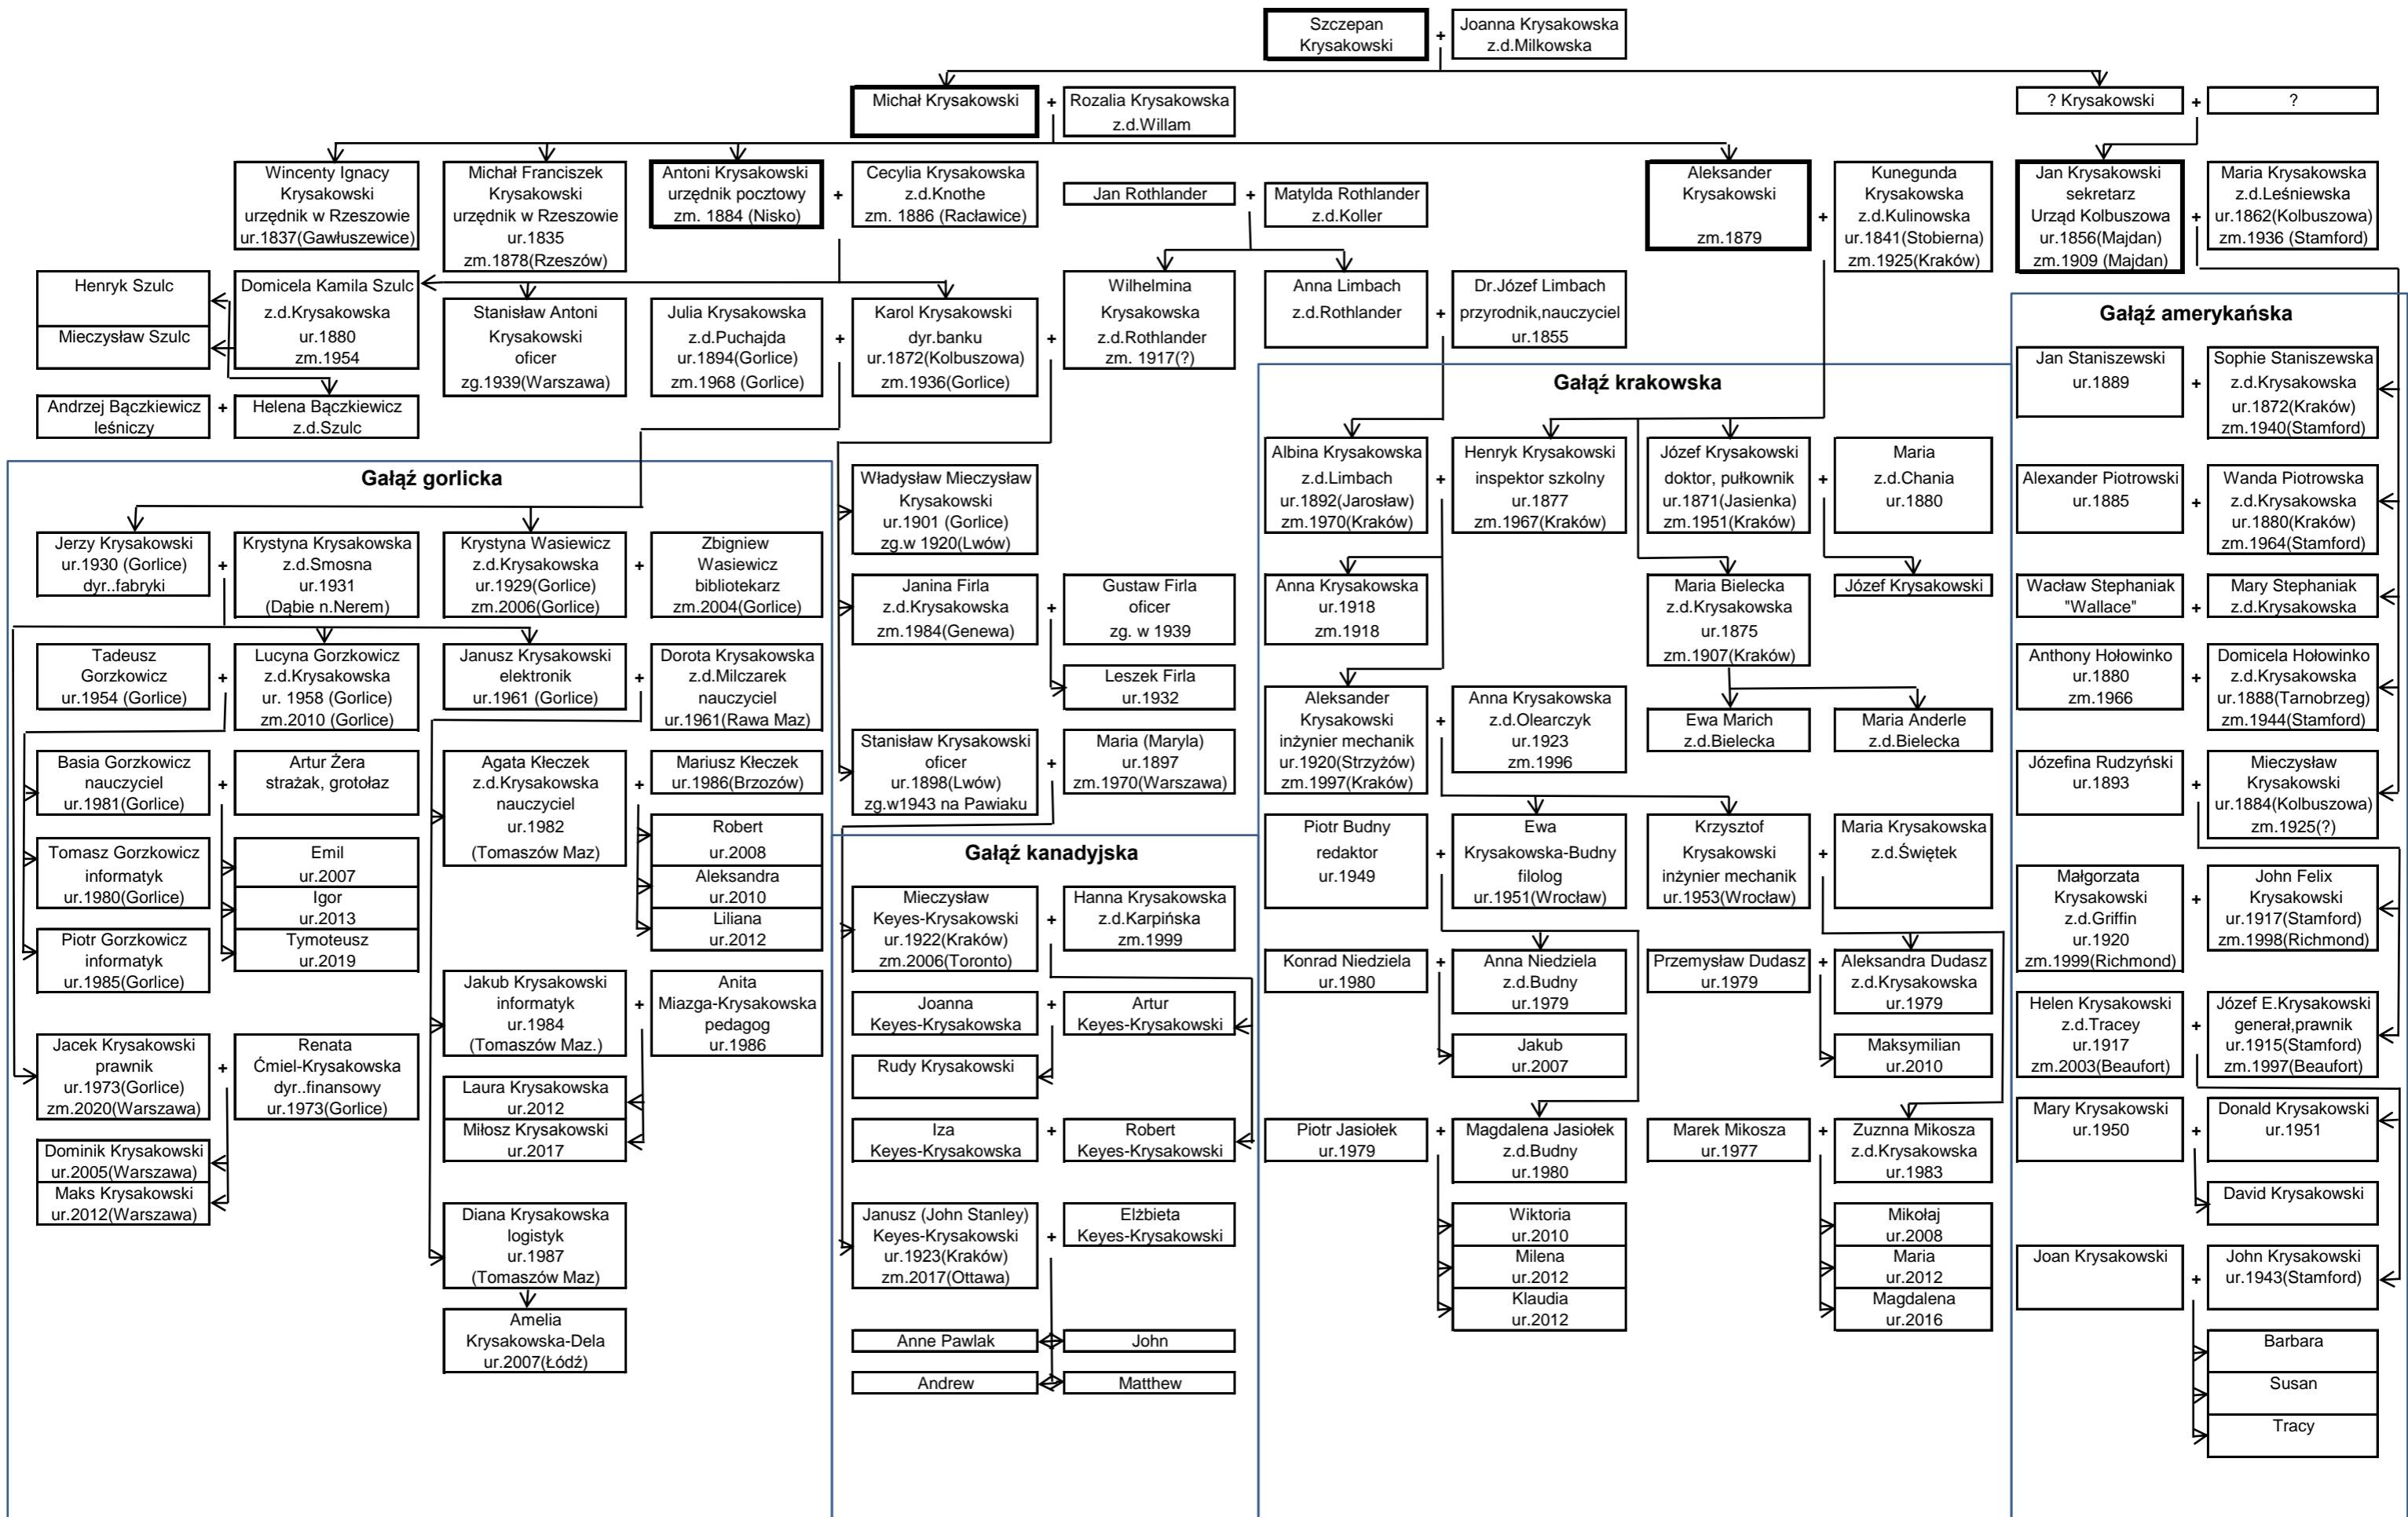 Szczepan
Krysakowski
+
Joanna Krysakowska
z.d.Milkowska
Michał Krysakowski
+
Rozalia Krysakowska
z.d.Willam
? Krysakowski
+
?
Wincenty Ignacy
Krysakowski
urzędnik w Rzeszowie
ur.1837(Gawłuszewice)
Michał Franciszek
Krysakowski
urzędnik w Rzeszowie
ur.1835
zm.1878(Rzeszów)
Antoni Krysakowski
urzędnik pocztowy
zm. 1884 (Nisko)
+
Cecylia Krysakowska
z.d.Knothe
zm. 1886 (Racławice)
Jan Rothlander
+
Matylda Rothlander
z.d.Koller
Aleksander
Krysakowski
zm.1879
+
Kunegunda
Krysakowska
z.d.Kulinowska
ur.1841(Stobierna)
zm.1925(Kraków)
Jan Krysakowski
sekretarz
Urząd Kolbuszowa
ur.1856(Majdan)
zm.1909 (Majdan)
+
Maria Krysakowska
z.d.Leśniewska
ur.1862(Kolbuszowa)
zm.1936 (Stamford)
Henryk Szulc
Mieczysław Szulc
Domicela Kamila Szulc
z.d.Krysakowska
ur.1880
zm.1954
Stanisław Antoni
Krysakowski
oficer
zg.1939(Warszawa)
Julia Krysakowska
z.d.Puchajda
ur.1894(Gorlice)
zm.1968 (Gorlice)
+
Karol Krysakowski
dyr.banku
ur.1872(Kolbuszowa)
zm.1936(Gorlice)
+
Wilhelmina
Krysakowska
z.d.Rothlander
zm. 1917(?)
Anna Limbach
z.d.Rothlander
+
Dr.Józef Limbach
przyrodnik,nauczyciel
ur.1855
Andrzej Bączkiewicz
leśniczy
+
Helena Bączkiewicz
z.d.Szulc
Gałąź gorlicka
Jerzy Krysakowski
ur.1930 (Gorlice)
dyr..fabryki
+
Krystyna Krysakowska
z.d.Smosna
ur.1931
(Dąbie n.Nerem)
Krystyna Wasiewicz
z.d.Krysakowska
ur.1929(Gorlice)
zm.2006(Gorlice)
+
Zbigniew
Wasiewicz
bibliotekarz
zm.2004(Gorlice)
Tadeusz
Gorzkowicz
ur.1954 (Gorlice)
+
Lucyna Gorzkowicz
z.d.Krysakowska
ur. 1958 (Gorlice)
zm.2010 (Gorlice)
Janusz Krysakowski
elektronik
ur.1961 (Gorlice)
+
Dorota Krysakowska
z.d.Milczarek
nauczyciel
ur.1961(Rawa Maz)
Basia Gorzkowicz
nauczyciel
ur.1981(Gorlice)
+
Artur Żera
strażak, grotołaz
Tomasz Gorzkowicz
informatyk
ur.1980(Gorlice)
Piotr Gorzkowicz
informatyk
ur.1985(Gorlice)
Emil
ur.2007
Igor
ur.2013
Tymoteusz
ur.2019
Agata Kłeczek
z.d.Krysakowska
nauczyciel
ur.1982
(Tomaszów Maz)
+
Mariusz Kłeczek
ur.1986(Brzozów)
Robert
ur.2008
Aleksandra
ur.2010
Liliana
ur.2012
Jakub Krysakowski
informatyk
ur.1984
(Tomaszów Maz.)
+
Anita
Miazga-Krysakowska
pedagog
ur.1986
Jacek Krysakowski
prawnik
ur.1973(Gorlice)
zm.2020(Warszawa)
+
Renata
Ćmiel-Krysakowska
dyr..finansowy
ur.1973(Gorlice)
Laura Krysakowska
ur.2012
Miłosz Krysakowski
ur.2017
Dominik Krysakowski
ur.2005(Warszawa)
Maks Krysakowski
ur.2012(Warszawa)
Diana Krysakowska
logistyk
ur.1987
(Tomaszów Maz)
Amelia
Krysakowska-Dela
ur.2007(Łódź)
Władysław Mieczysław
Krysakowski
ur.1901 (Gorlice)
zg.w 1920(Lwów)
Janina Firla
z.d.Krysakowska
zm.1984(Genewa)
+
Gustaw Firla
oficer
zg. w 1939
Leszek Firla
ur.1932
Stanisław Krysakowski
oficer
ur.1898(Lwów)
zg.w1943 na Pawiaku
+
Maria (Maryla)
ur.1897
zm.1970(Warszawa)
Gałąź kanadyjska
Mieczysław
Keyes-Krysakowski
ur.1922(Kraków)
zm.2006(Toronto)
+
Hanna Krysakowska
z.d.Karpińska
zm.1999
Joanna
Keyes-Krysakowska
+
Artur
Keyes-Krysakowski
Rudy Krysakowski
Iza
Keyes-Krysakowska
+
Robert
Keyes-Krysakowski
Janusz (John Stanley)
Keyes-Krysakowski
ur.1923(Kraków)
zm.2017(Ottawa)
+
Elżbieta
Keyes-Krysakowski
Anne Pawlak
John
Andrew
Matthew
Gałąź krakowska
Albina Krysakowska
z.d.Limbach
ur.1892(Jarosław)
zm.1970(Kraków)
+
Henryk Krysakowski
inspektor szkolny
ur.1877
zm.1967(Kraków)
Józef Krysakowski
doktor, pułkownik
ur.1871(Jasienka)
zm.1951(Kraków)
+
Maria
z.d.Chania
ur.1880
Anna Krysakowska
ur.1918
zm.1918
Maria Bielecka
z.d.Krysakowska
ur.1875
zm.1907(Kraków)
Józef Krysakowski
Aleksander
Krysakowski
inżynier mechanik
ur.1920(Strzyżów)
zm.1997(Kraków)
+
Anna Krysakowska
z.d.Olearczyk
ur.1923
zm.1996
Ewa Marich
z.d.Bielecka
Maria Anderle
z.d.Bielecka
Piotr Budny
redaktor
ur.1949
+
Ewa
Krysakowska-Budny
filolog
ur.1951(Wrocław)
Krzysztof
Krysakowski
inżynier mechanik
ur.1953(Wrocław)
+
Maria Krysakowska
z.d.Świętek
Konrad Niedziela
ur.1980
+
Anna Niedziela
z.d.Budny
ur.1979
Przemysław Dudasz
ur.1979
+
Aleksandra Dudasz
z.d.Krysakowska
ur.1979
Jakub
ur.2007
Maksymilian
ur.2010
Piotr Jasiołek
ur.1979
+
Magdalena Jasiołek
z.d.Budny
ur.1980
Marek Mikosza
ur.1977
+
Zuznna Mikosza
z.d.Krysakowska
ur.1983
Wiktoria
ur.2010
Milena
ur.2012
Klaudia
ur.2012
Mikołaj
ur.2008
Maria
ur.2012
Magdalena
ur.2016
Gałąź amerykańska
Jan Staniszewski
ur.1889
+
Sophie Staniszewska
z.d.Krysakowska
ur.1872(Kraków)
zm.1940(Stamford)
Alexander Piotrowski
ur.1885
+
Wanda Piotrowska
z.d.Krysakowska
ur.1880(Kraków)
zm.1964(Stamford)
Wacław Stephaniak
"Wallace"
+
Mary Stephaniak
z.d.Krysakowska
Anthony Hołowinko
ur.1880
zm.1966
+
Domicela Hołowinko
z.d.Krysakowska
ur.1888(Tarnobrzeg)
zm.1944(Stamford)
Józefina Rudzyński
ur.1893
+
Mieczysław
Krysakowski
ur.1884(Kolbuszowa)
zm.1925(?)
Małgorzata
Krysakowski
z.d.Griffin
ur.1920
zm.1999(Richmond)
+
John Felix
Krysakowski
ur.1917(Stamford)
zm.1998(Richmond)
Helen Krysakowski
z.d.Tracey
ur.1917
zm.2003(Beaufort)
+
Józef E.Krysakowski
generał,prawnik
ur.1915(Stamford)
zm.1997(Beaufort)
Mary Krysakowski
ur.1950
+
Donald Krysakowski
ur.1951
David Krysakowski
Joan Krysakowski
+
John Krysakowski
ur.1943(Stamford)
Barbara
Susan
Tracy